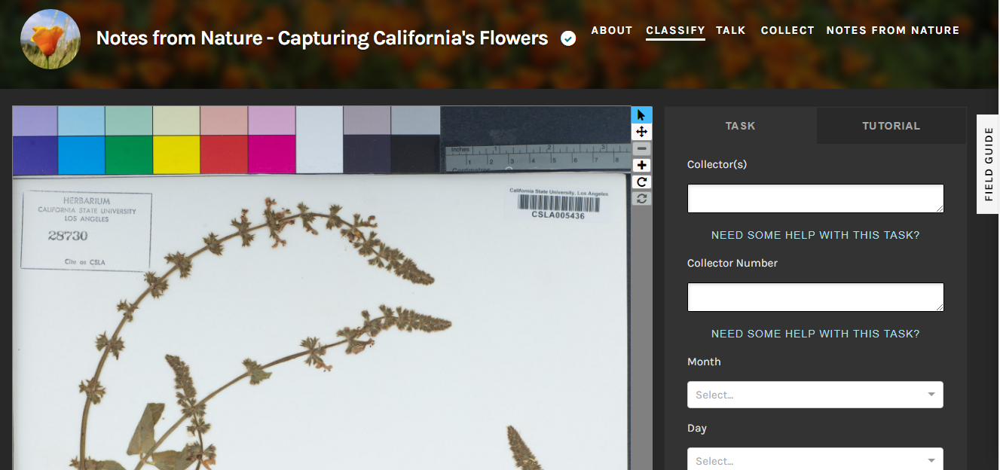 Notes from Nature - Capturing California's Flowers
ABOUT CLASSIFY TALK COLLECT NOTES FROM NATURE
Inches 1 2 3
1 2 3 4 5 6 7 8
Centimetres
HERBARIUM
CALIFORNIA STATE UNIVERSITY
LOS ANGELES
28730
Cite as CSLA
California State University, Los Angeles
CSLA005436
TASK TUTORIAL
Collector(s)
NEED SOME HELP WITH THIS TASK?
Collector Number
NEED SOME HELP WITH THIS TASK?
Month
Select...
Day
Select...
FIELD GUIDE